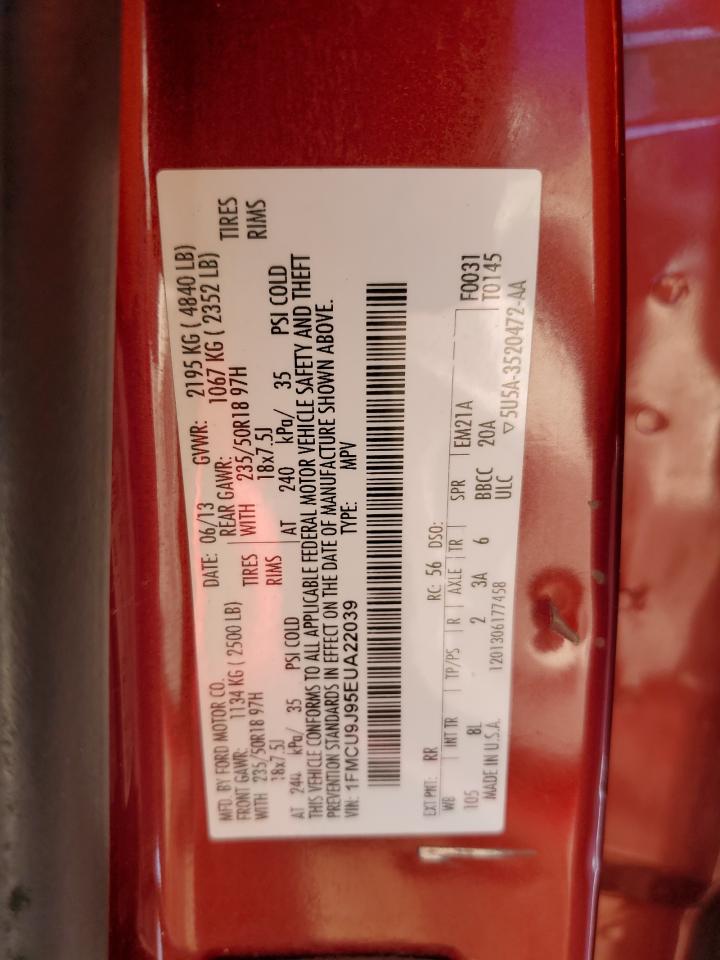 MFD. BY FORD MOTOR CO. DATE: 06/13 GVWR: 2195 KG ( 4840 LB)
FRONT GAWR: 1134 KG ( 2500 LB) REAR GAWR: 1067 KG ( 2352 LB)
WITH 235/50R18 97H TIRES WITH 235/50R18 97H TIRES
18x7.5J RIMS 18x7.5J RIMS
AT 240 kPa/ 35 PSI COLD AT 240 kPa/ 35 PSI COLD
THIS VEHICLE CONFORMS TO ALL APPLICABLE FEDERAL MOTOR VEHICLE SAFETY AND THEFT
PREVENTION STANDARDS IN EFFECT ON THE DATE OF MANUFACTURE SHOWN ABOVE.
VIN: 1FMCU9J95EUA22039 TYPE: MPV
EXT PNT: RR RC: 56 DSO: F0031
WB INT TR TP/PS R AXLE TR SPR EM21A T0145
105 8L 2 3A 6 BBCC 20A
MADE IN U.S.A. 1201306177458 ULC ▽5U5A-3520472-AA